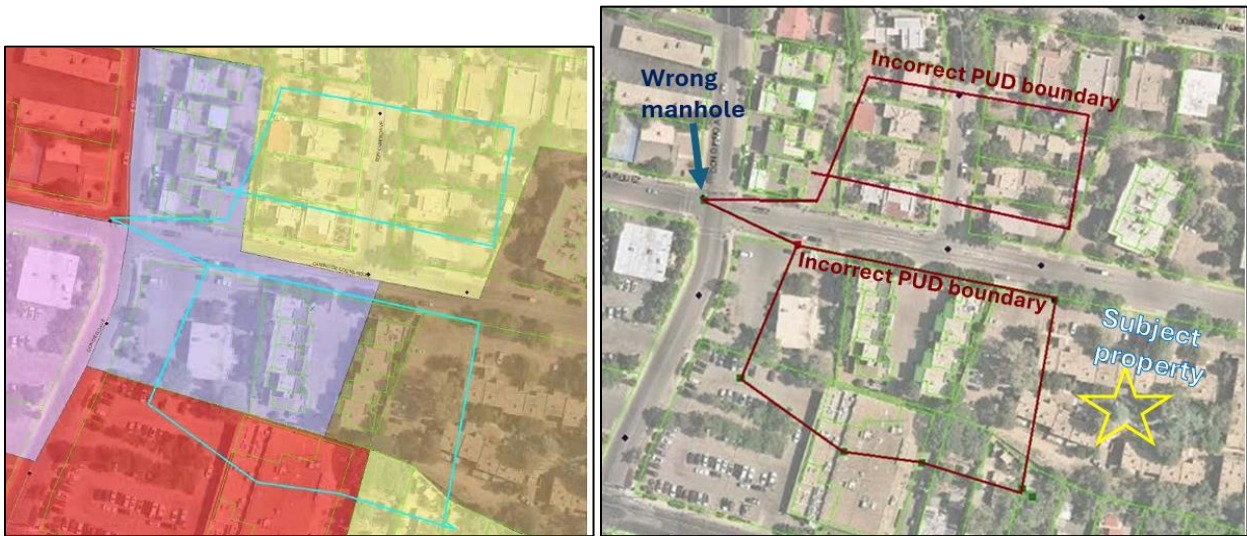 Incorrect PUD boundary
Wrong
manhole
Incorrect PUD boundary
Subject
property